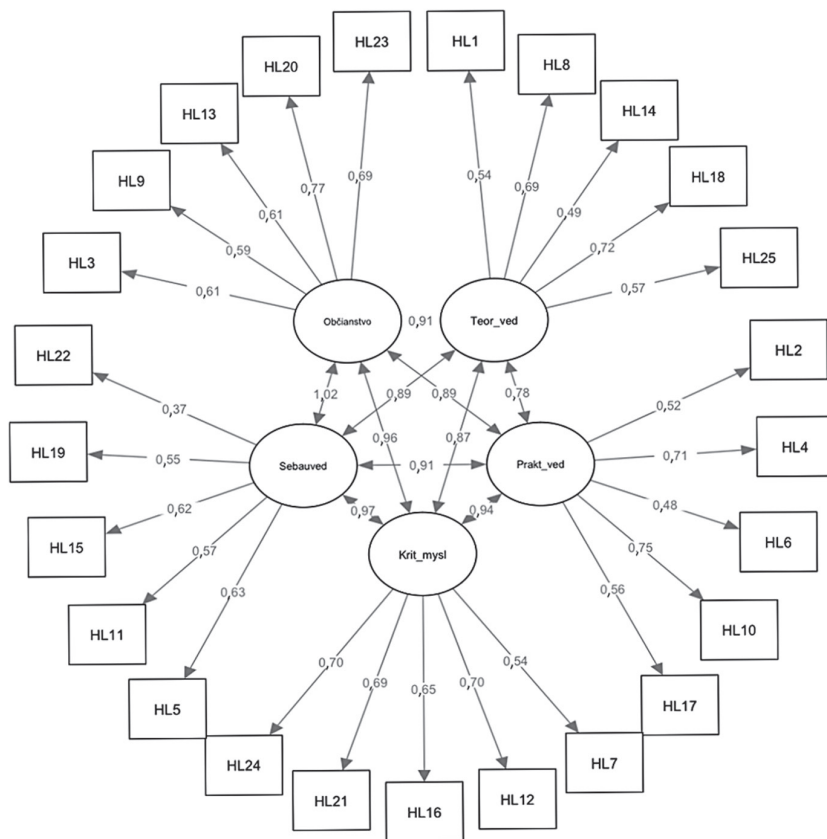 HL23
HL1
HL20
HL8
HL13
HL14
HL9
HL18
HL3
HL25
0,77
0,69
0,54
0,69
0,61
0,49
0,59
0,72
0,61
0,57
Občianstvo
0,91
Teor_ved
HL22
HL2
0,37
1,02
0,89
0,89
0,78
0,52
HL19
0,55
0,96
0,87
0,71
HL4
Sebauved
0,91
Prakt_ved
HL15
0,62
0,97
0,94
0,48
HL6
0,57
0,63
Krit_mysl
0,56
0,75
HL11
HL10
HL5
0,70
0,69
0,65
0,70
0,54
HL17
HL24
HL7
HL21
HL16
HL12